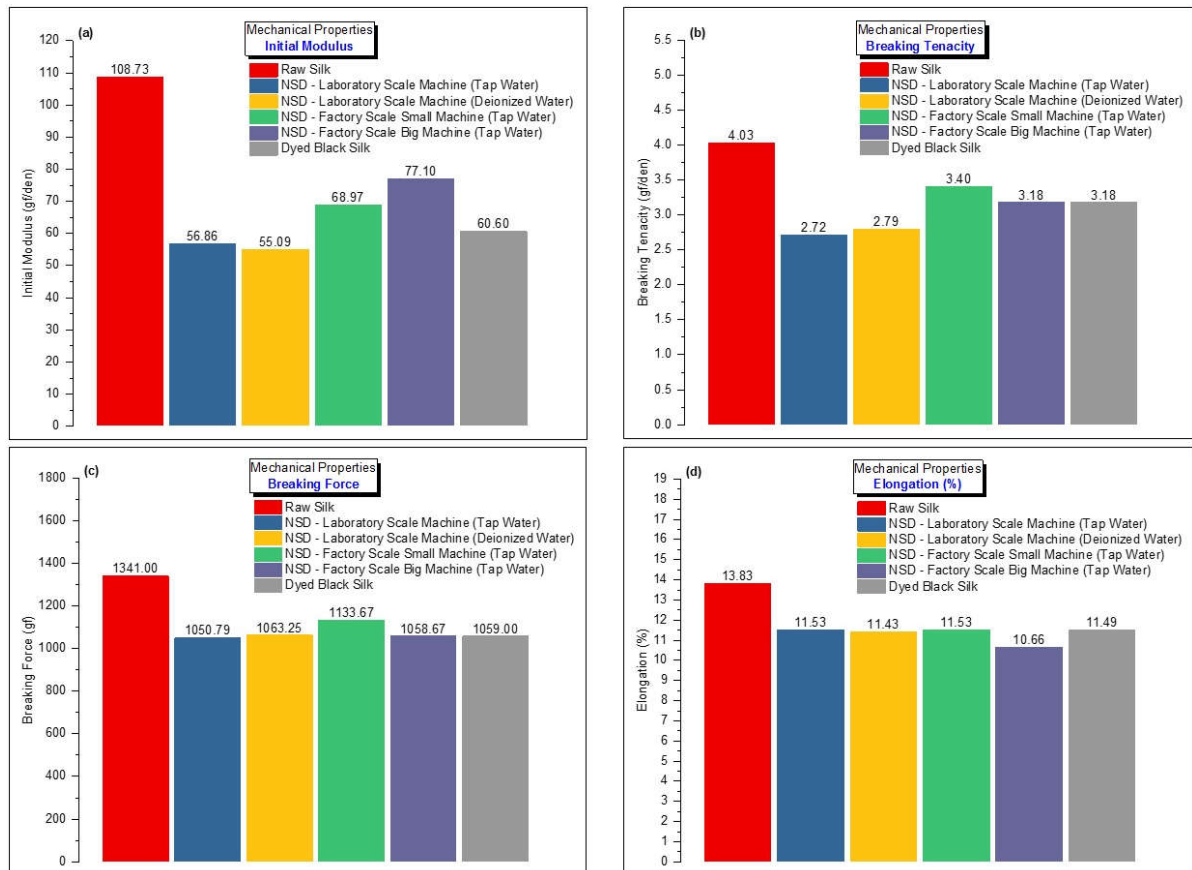 (a)
Mechanical Properties
Initial Modulus
Raw Silk
NSD - Laboratory Scale Machine (Tap Water)
NSD - Laboratory Scale Machine (Deionized Water)
NSD - Factory Scale Small Machine (Tap Water)
NSD - Factory Scale Big Machine (Tap Water)
Dyed Black Silk
120
110
100
90
80
70
60
50
40
30
20
10
0
Initial Modulus (gf/den)
108.73
56.86
55.09
68.97
77.10
60.60
(b)
Mechanical Properties
Breaking Tenacity
Raw Silk
NSD - Laboratory Scale Machine (Tap Water)
NSD - Laboratory Scale Machine (Deionized Water)
NSD - Factory Scale Small Machine (Tap Water)
NSD - Factory Scale Big Machine (Tap Water)
Dyed Black Silk
5.5
5.0
4.5
4.0
3.5
3.0
2.5
2.0
1.5
1.0
0.5
0.0
Breaking Tenacity (gf/den)
4.03
2.72
2.79
3.40
3.18
3.18
(c)
Mechanical Properties
Breaking Force
Raw Silk
NSD - Laboratory Scale Machine (Tap Water)
NSD - Laboratory Scale Machine (Deionized Water)
NSD - Factory Scale Small Machine (Tap Water)
NSD - Factory Scale Big Machine (Tap Water)
Dyed Black Silk
1800
1600
1400
1200
1000
800
600
400
200
0
Breaking Force (gf)
1341.00
1050.79
1063.25
1133.67
1058.67
1059.00
(d)
Mechanical Properties
Elongation (%)
Raw Silk
NSD - Laboratory Scale Machine (Tap Water)
NSD - Laboratory Scale Machine (Deionized Water)
NSD - Factory Scale Small Machine (Tap Water)
NSD - Factory Scale Big Machine (Tap Water)
Dyed Black Silk
19
18
17
16
15
14
13
12
11
10
9
8
7
6
5
4
3
2
1
0
Elongation (%)
13.83
11.53
11.43
11.53
10.66
11.49